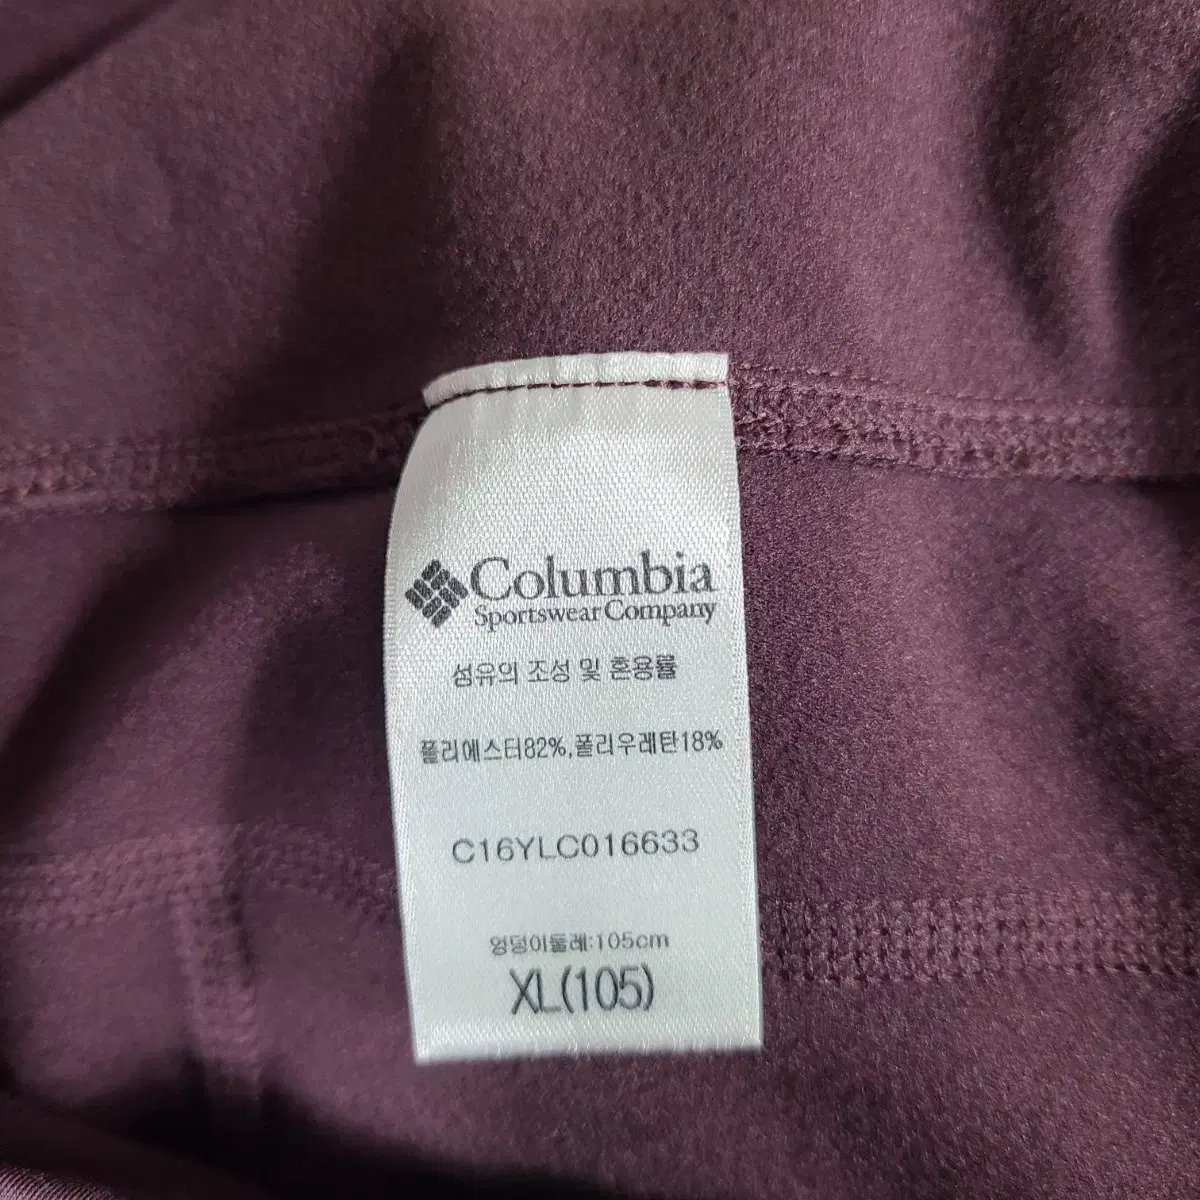 Columbia
Sportswear Company
섬유의 조성 및 혼용률
폴리에스터82%,폴리우레탄18%
C16YLC016633
엉덩이둘레:105cm
XL(105)